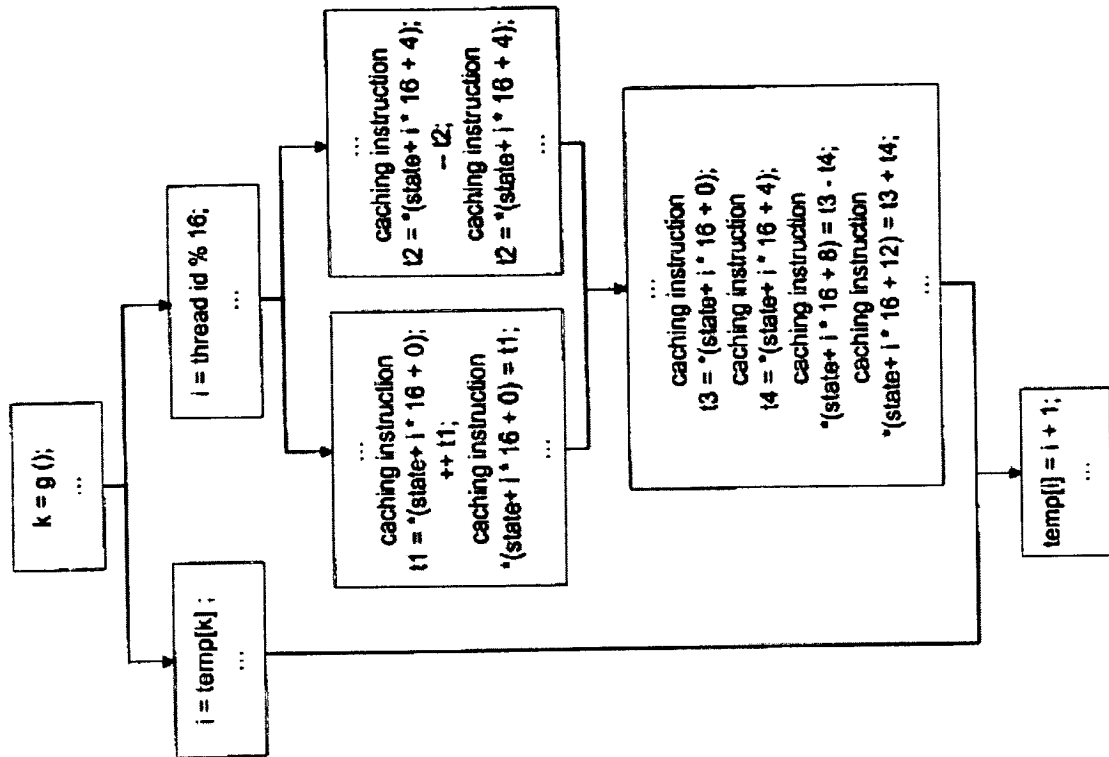 k = g ();
...
i = temp[k] ;
...
i = thread id % 16;
...
...
caching instruction
t1 = *(state+ i * 16 + 0);
++ t1;
caching instruction
*(state+ i * 16 + 0) = t1;
...
...
caching instruction
t2 = *(state+ i * 16 + 4);
-- t2;
caching instruction
t2 = *(state+ i * 16 + 4);
...
...
caching instruction
t3 = *(state+ i * 16 + 0);
caching instruction
t4 = *(state+ i * 16 + 4);
caching instruction
*(state+ i * 16 + 8) = t3 - t4;
caching instruction
*(state+ i * 16 + 12) = t3 + t4;
...
temp[i] = i + 1;
...